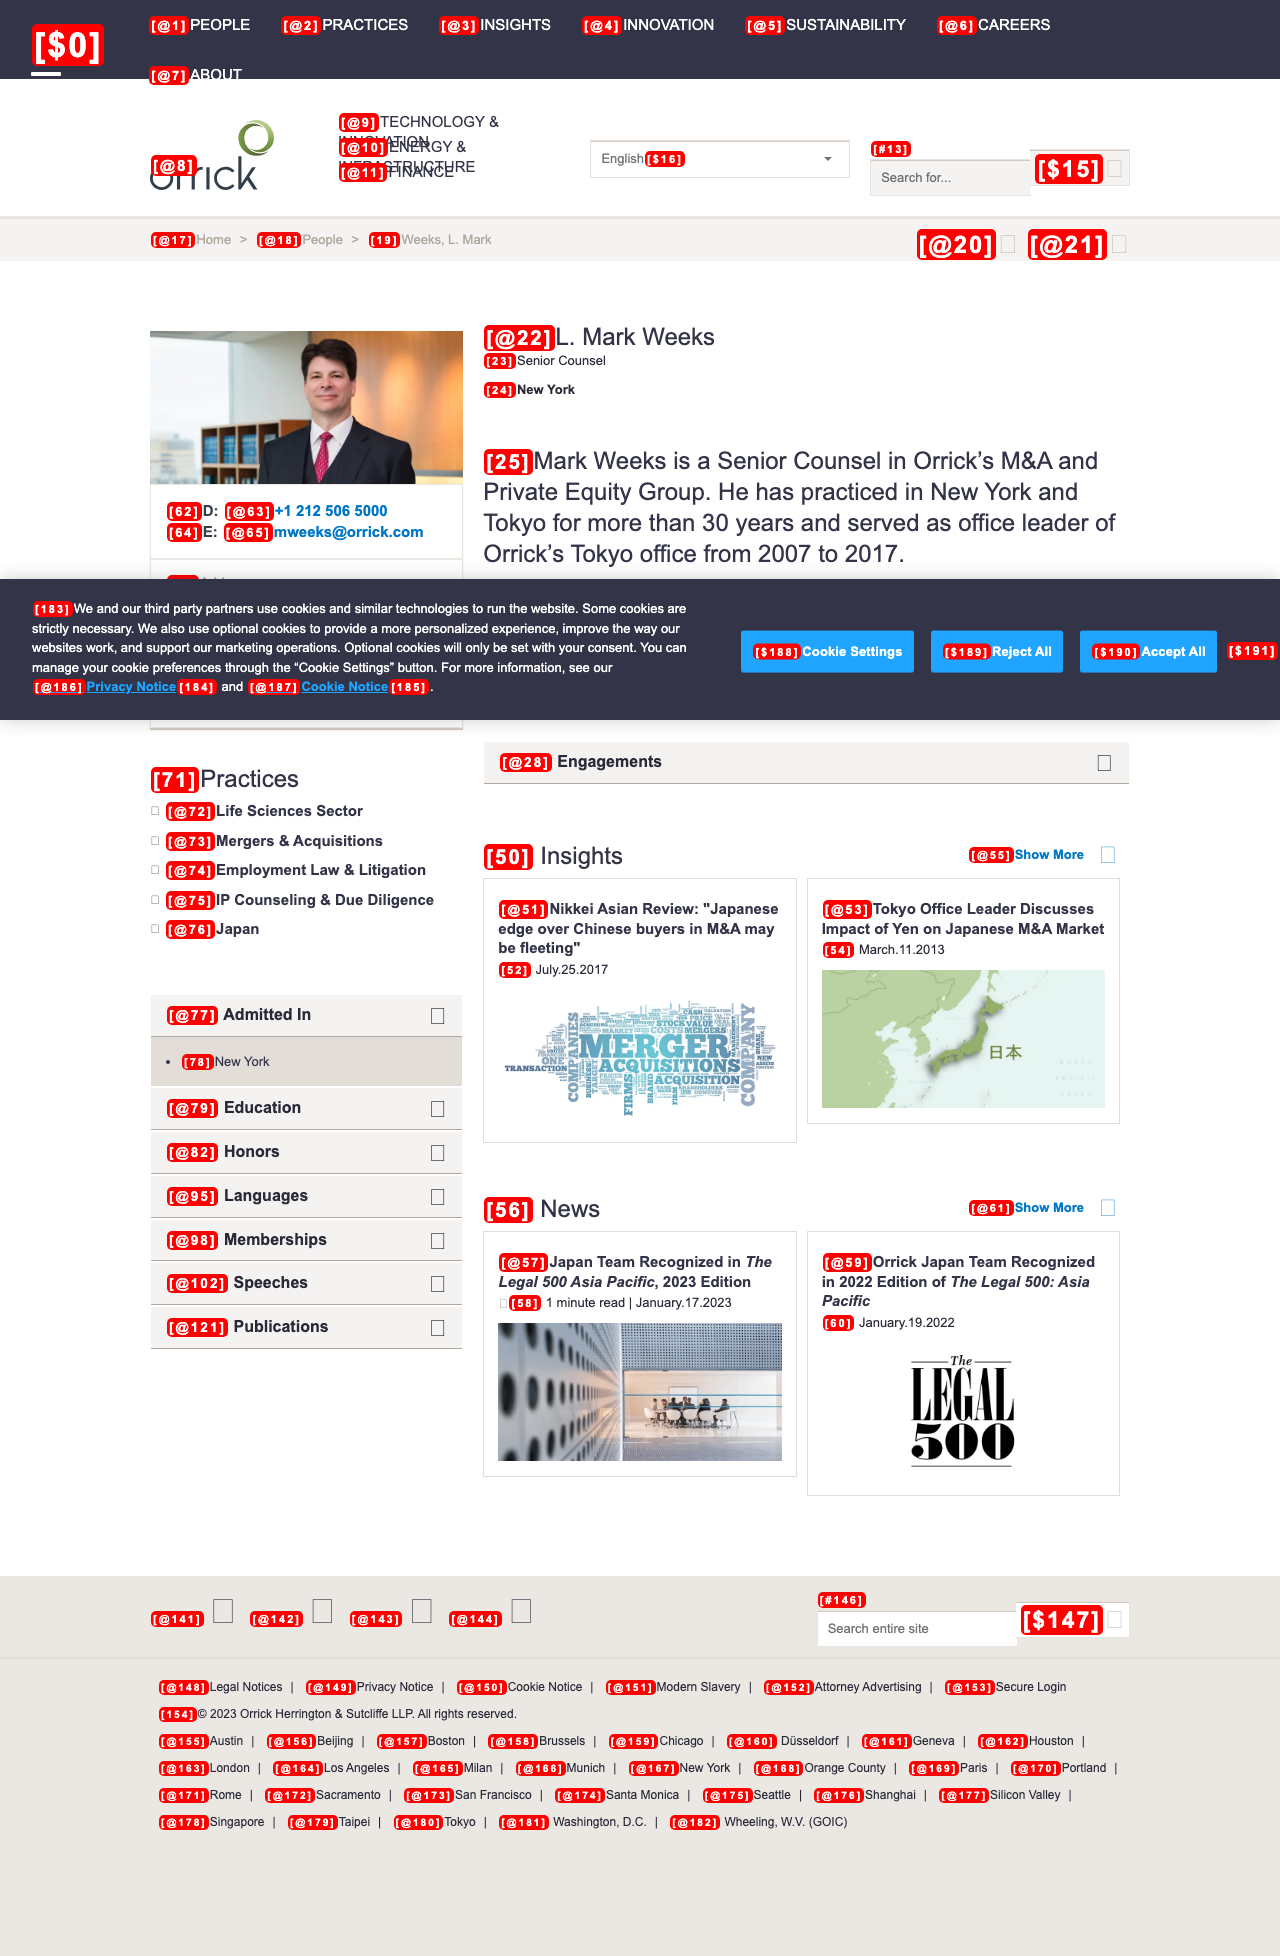 [$0]
[@1]PEOPLE [@2]PRACTICES [@3]INSIGHTS [@4]INNOVATION [@5]SUSTAINABILITY [@6]CAREERS
[@7]ABOUT
[@8]
orrick
[@9]TECHNOLOGY &
INNOVATION
[@10]ENERGY &
INFRASTRUCTURE
[@11]FINANCE
English[$16]
[#13]
Search for...
[$15]
[@17]Home > [@18]People > [19]Weeks, L. Mark
[@20] [@21]
[@22]L. Mark Weeks
[23]Senior Counsel
[24]New York
[25]Mark Weeks is a Senior Counsel in Orrick’s M&A and
Private Equity Group. He has practiced in New York and
Tokyo for more than 30 years and served as office leader of
Orrick’s Tokyo office from 2007 to 2017.
[62]D: [@63]+1 212 506 5000
[64]E: [@65]mweeks@orrick.com
[183]We and our third party partners use cookies and similar technologies to run the website. Some cookies are
strictly necessary. We also use optional cookies to provide a more personalized experience, improve the way our
websites work, and support our marketing operations. Optional cookies will only be set with your consent. You can
manage your cookie preferences through the “Cookie Settings” button. For more information, see our
[@186]Privacy Notice[184] and [@187]Cookie Notice[185].
[$188]Cookie Settings [$189]Reject All [$190]Accept All [$191]
[@28] Engagements
[71]Practices
[@72]Life Sciences Sector
[@73]Mergers & Acquisitions
[@74]Employment Law & Litigation
[@75]IP Counseling & Due Diligence
[@76]Japan
[50] Insights
[@55]Show More
[@51]Nikkei Asian Review: "Japanese
edge over Chinese buyers in M&A may
be fleeting"
[52] July.25.2017
COMPANIES
MERGER
ACQUISITIONS
ACQUISITION
TRANSACTION
FIRMS
COMPANY
[@53]Tokyo Office Leader Discusses
Impact of Yen on Japanese M&A Market
[54] March.11.2013
日本
[@77] Admitted In
• [78]New York
[@79] Education
[@82] Honors
[@95] Languages
[@98] Memberships
[@102] Speeches
[@121] Publications
[56] News
[@61]Show More
[@57]Japan Team Recognized in The
Legal 500 Asia Pacific, 2023 Edition
[58] 1 minute read | January.17.2023
[@59]Orrick Japan Team Recognized
in 2022 Edition of The Legal 500: Asia
Pacific
[60] January.19.2022
The
LEGAL
500
[@141] [@142] [@143] [@144]
[#146]
Search entire site
[$147]
[@148]Legal Notices | [@149]Privacy Notice | [@150]Cookie Notice | [@151]Modern Slavery | [@152]Attorney Advertising | [@153]Secure Login
[154]© 2023 Orrick Herrington & Sutcliffe LLP. All rights reserved.
[@155]Austin | [@156]Beijing | [@157]Boston | [@158]Brussels | [@159]Chicago | [@160] Düsseldorf | [@161]Geneva | [@162]Houston |
[@163]London | [@164]Los Angeles | [@165]Milan | [@166]Munich | [@167]New York | [@168]Orange County | [@169]Paris | [@170]Portland |
[@171]Rome | [@172]Sacramento | [@173]San Francisco | [@174]Santa Monica | [@175]Seattle | [@176]Shanghai | [@177]Silicon Valley |
[@178]Singapore | [@179]Taipei | [@180]Tokyo | [@181] Washington, D.C. | [@182] Wheeling, W.V. (GOIC)